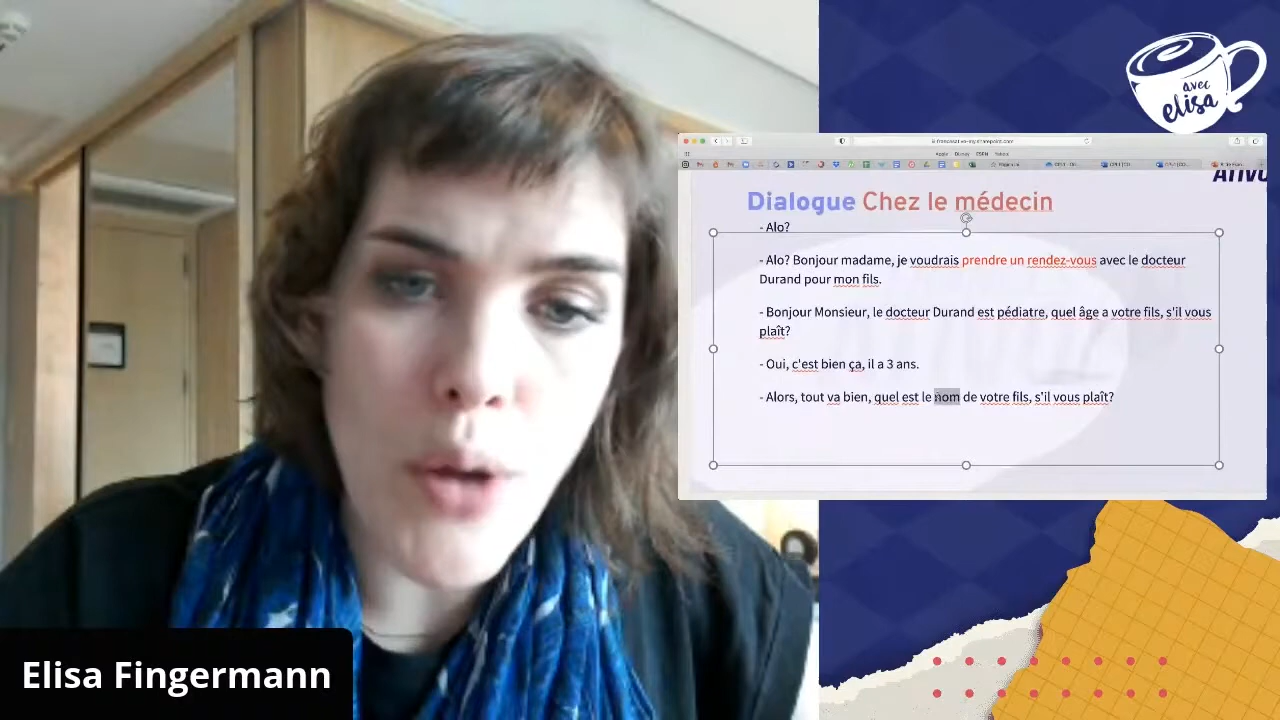 avec
elisa
ATIVO
Dialogue Chez le médecin
- Alo?
- Alo? Bonjour madame, je voudrais prendre un rendez-vous avec le docteur
Durand pour mon fils.
- Bonjour Monsieur, le docteur Durand est pédiatre, quel âge a votre fils, s'il vous
plaît?
- Oui, c'est bien ça, il a 3 ans.
- Alors, tout va bien, quel est le nom de votre fils, s'il vous plaît?
Elisa Fingermann